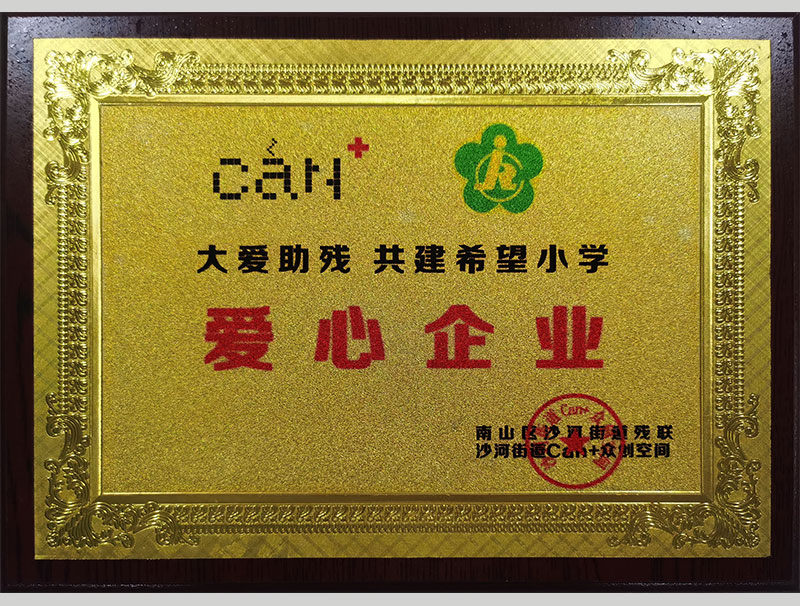 CAN+
大爱助残 共建希望小学
爱心企业
南山区沙河街道残联
沙河街道Can+众创空间